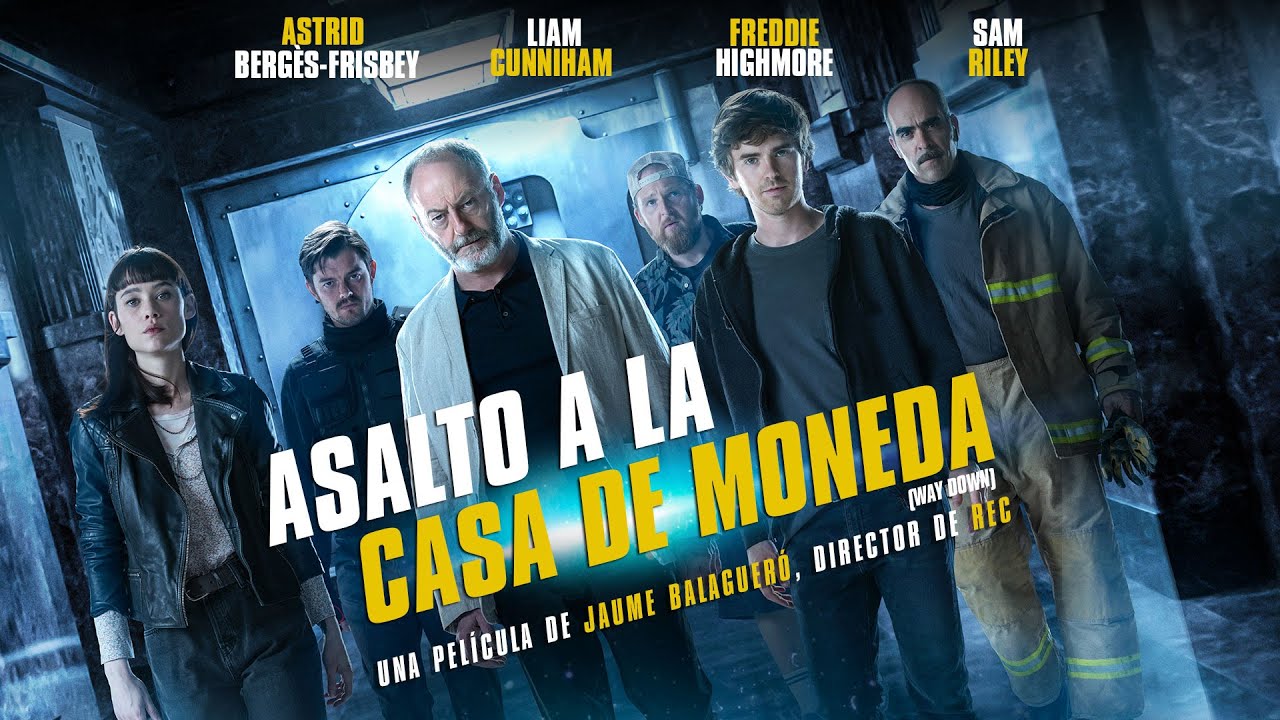 ASTRID
BERGÈS-FRISBEY
LIAM
CUNNIHAM
FREDDIE
HIGHMORE
SAM
RILEY
ASALTO A LA
CASA DE MONEDA
(WAY DOWN)
UNA PELÍCULA DE JAUME BALAGUERÓ, DIRECTOR DE REC